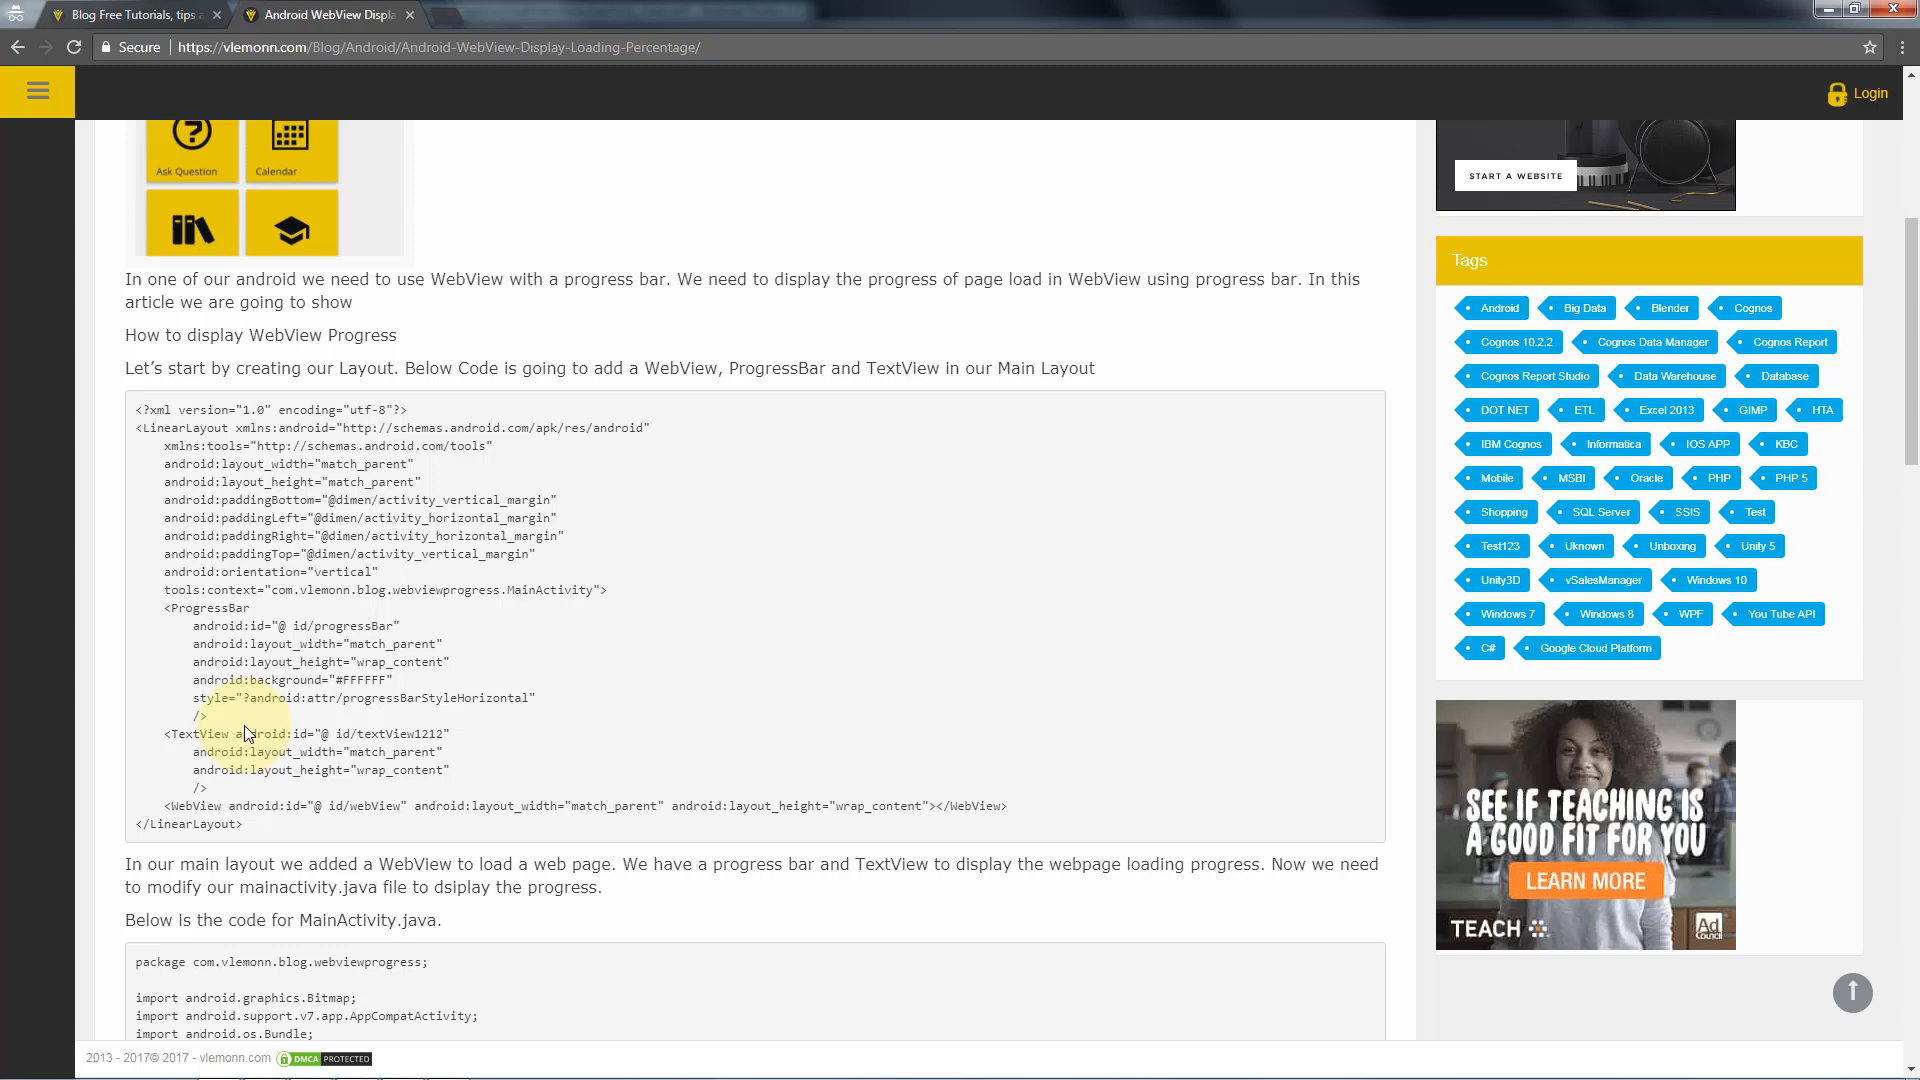 Blog Free Tutorials, tips a
Android WebView Displa
Secure
https://vlemonn.com/Blog/Android/Android-WebView-Display-Loading-Percentage/
Login
Ask Question
Calendar
START A WEBSITE
In one of our android we need to use WebView with a progress bar. We need to display the progress of page load in WebView using progress bar. In this
article we are going to show
How to display WebView Progress
Let’s start by creating our Layout. Below Code is going to add a WebView, ProgressBar and TextView in our Main Layout
<?xml version="1.0" encoding="utf-8"?>
<LinearLayout xmlns:android="http://schemas.android.com/apk/res/android"
    xmlns:tools="http://schemas.android.com/tools"
    android:layout_width="match_parent"
    android:layout_height="match_parent"
    android:paddingBottom="@dimen/activity_vertical_margin"
    android:paddingLeft="@dimen/activity_horizontal_margin"
    android:paddingRight="@dimen/activity_horizontal_margin"
    android:paddingTop="@dimen/activity_vertical_margin"
    android:orientation="vertical"
    tools:context="com.vlemonn.blog.webviewprogress.MainActivity">
    <ProgressBar
        android:id="@ id/progressBar"
        android:layout_width="match_parent"
        android:layout_height="wrap_content"
        android:background="#FFFFFF"
        style="?android:attr/progressBarStyleHorizontal"
        />
    <TextView android:id="@ id/textView1212"
        android:layout_width="match_parent"
        android:layout_height="wrap_content"
        />
    <WebView android:id="@ id/webView" android:layout_width="match_parent" android:layout_height="wrap_content"></WebView>
</LinearLayout>
In our main layout we added a WebView to load a web page. We have a progress bar and TextView to display the webpage loading progress. Now we need
to modify our mainactivity.java file to dsiplay the progress.
Below is the code for MainActivity.java.
package com.vlemonn.blog.webviewprogress;
import android.graphics.Bitmap;
import android.support.v7.app.AppCompatActivity;
import android.os.Bundle;
Tags
Android Big Data Blender Cognos
Cognos 10.2.2 Cognos Data Manager Cognos Report
Cognos Report Studio Data Warehouse Database
DOT NET ETL Excel 2013 GIMP HTA
IBM Cognos Informatica IOS APP KBC
Mobile MSBI Oracle PHP PHP 5
Shopping SQL Server SSIS Test
Test123 Uknown Unboxing Unity 5
Unity3D vSalesManager Windows 10
Windows 7 Windows 8 WPF You Tube API
C# Google Cloud Platform
SEE IF TEACHING IS
A GOOD FIT FOR YOU
LEARN MORE
TEACH
Ad
Council
2013 - 2017© 2017 - vlemonn.com DMCA PROTECTED